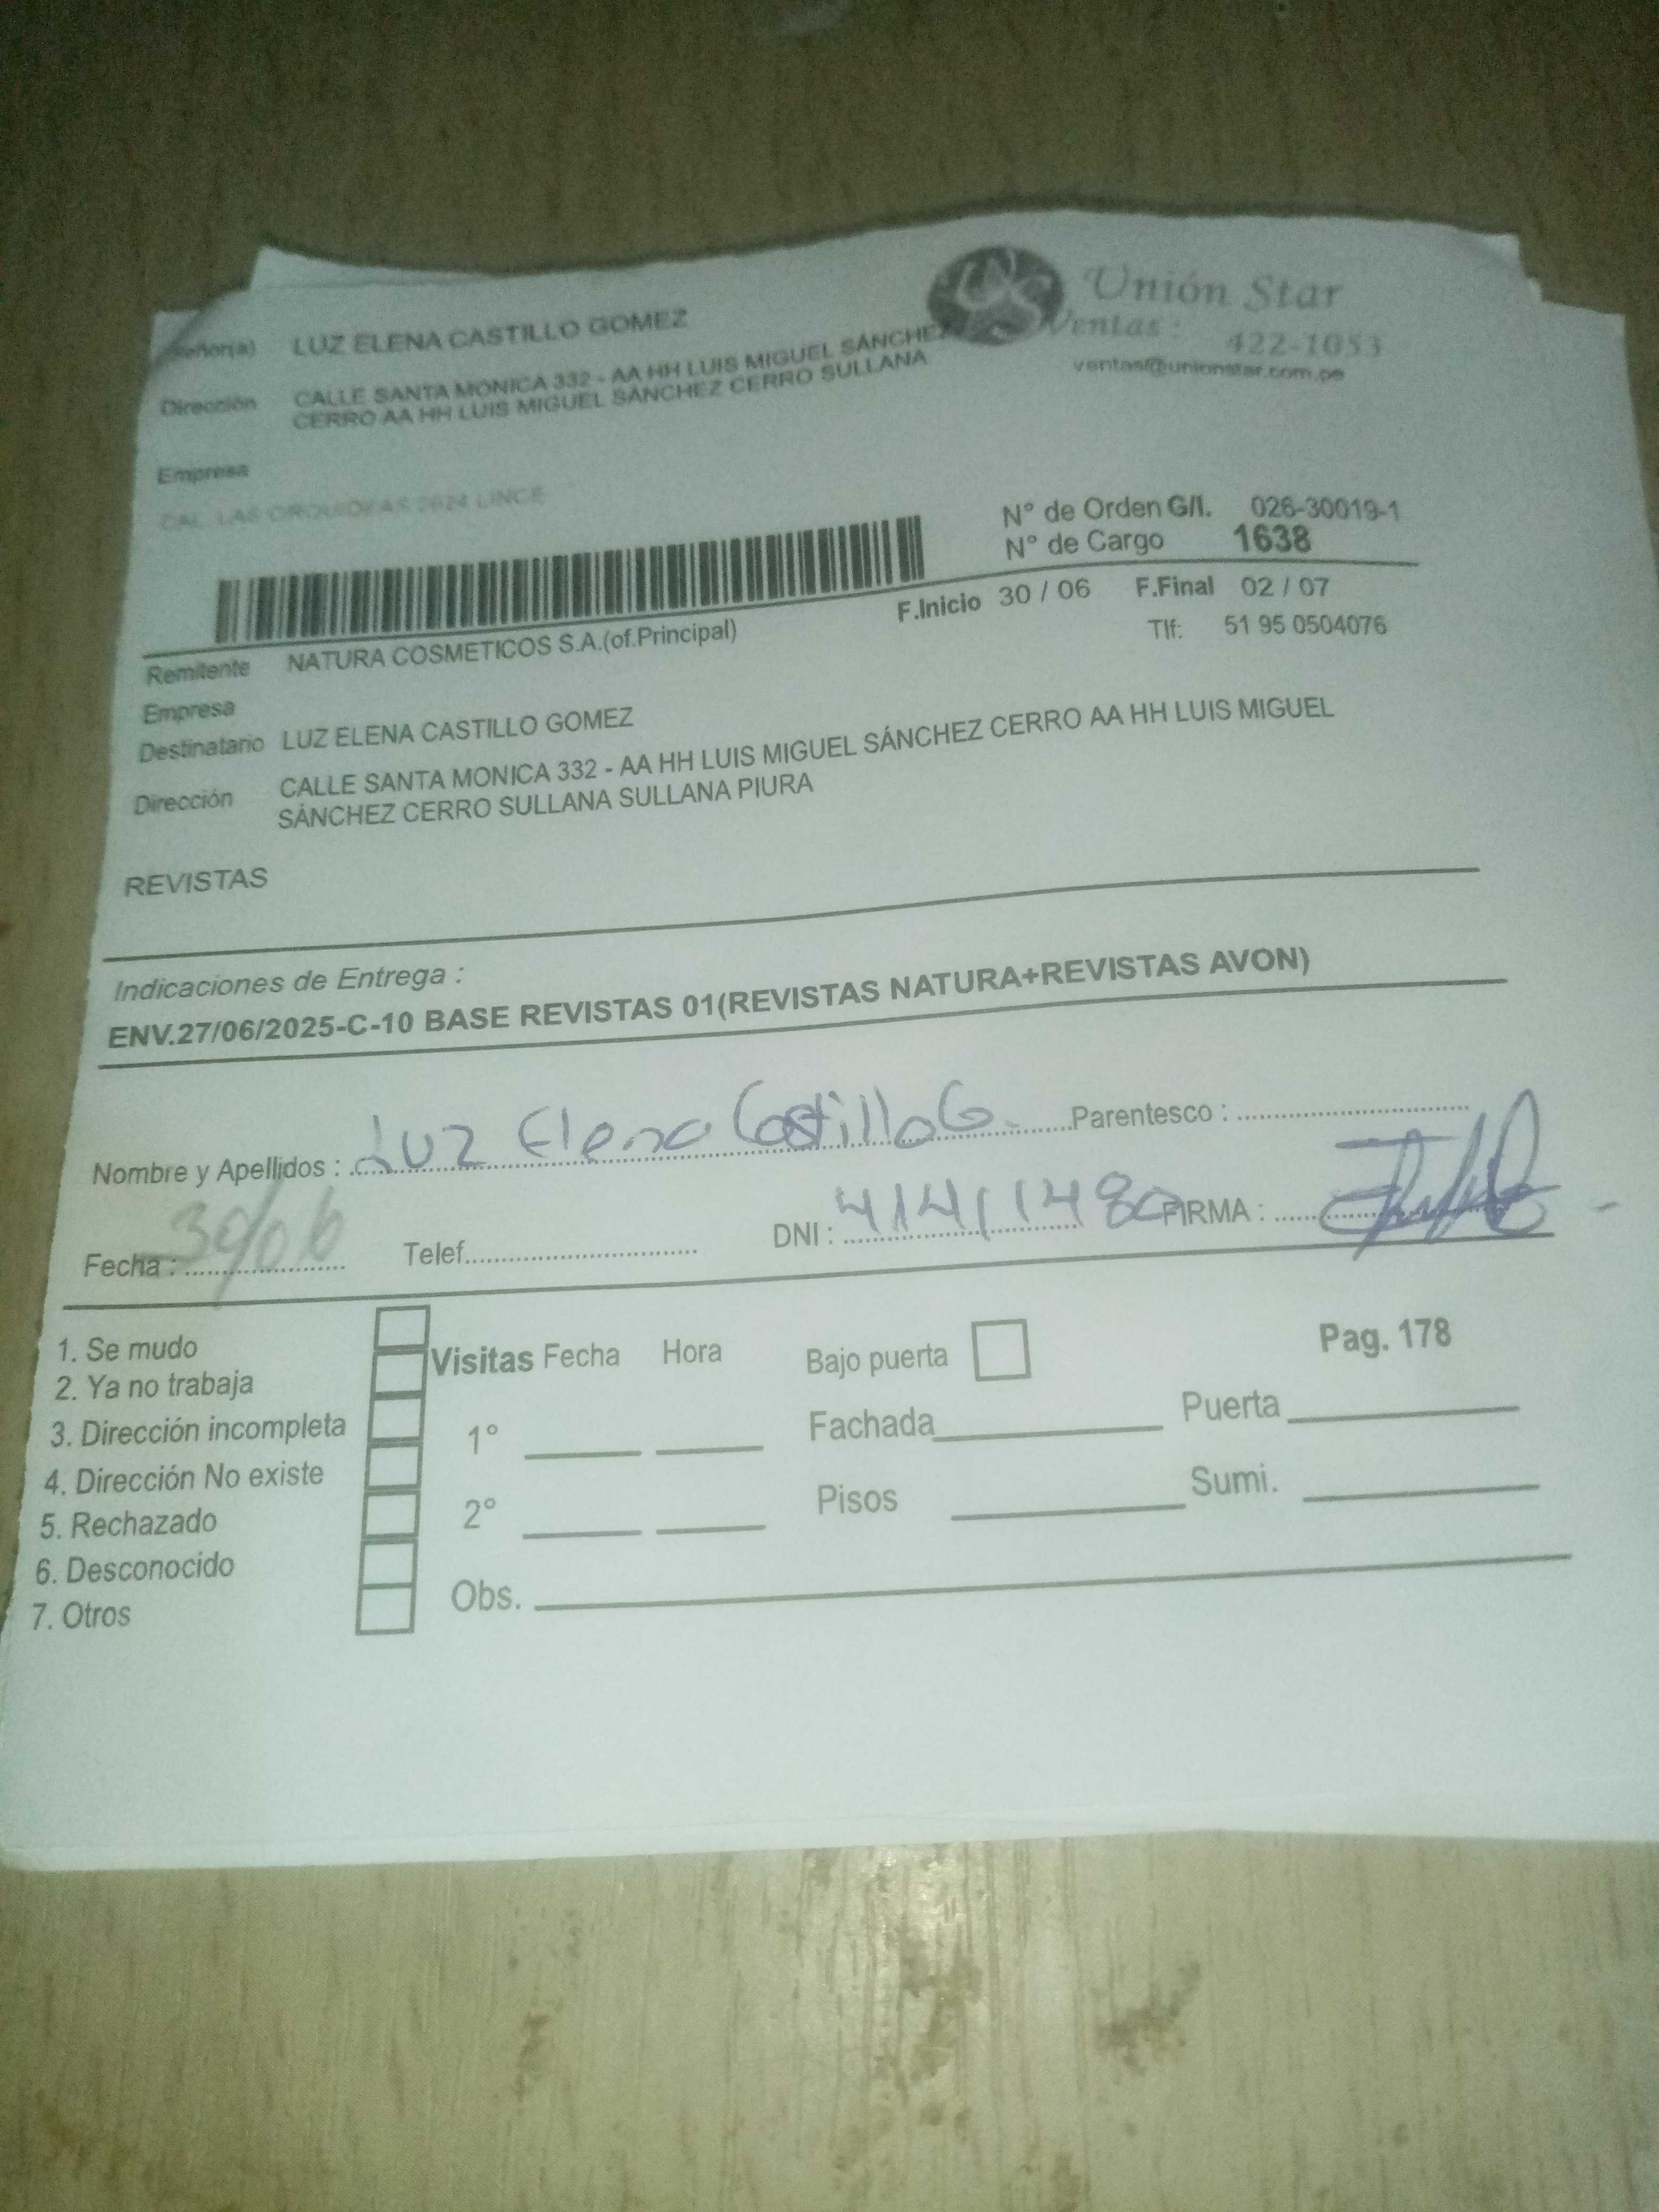 Señor(a) LUZ ELENA CASTILLO GOMEZ
Unión Star
Ventas : 422-1053
ventas@unionstar.com.pe
Dirección CALLE SANTA MONICA 332 - AA HH LUIS MIGUEL SÁNCHEZ
CERRO AA HH LUIS MIGUEL SÁNCHEZ CERRO SULLANA
Empresa
CAL LAS ORQUIDEAS 2624 LINCE
N° de Orden G/I. 026-30019-1
N° de Cargo 1638
F.Inicio 30 / 06 F.Final 02 / 07
Tlf: 51 95 0504076
Remitente NATURA COSMETICOS S.A.(of.Principal)
Empresa
Destinatario LUZ ELENA CASTILLO GOMEZ
Dirección CALLE SANTA MONICA 332 - AA HH LUIS MIGUEL SÁNCHEZ CERRO AA HH LUIS MIGUEL
SÁNCHEZ CERRO SULLANA SULLANA PIURA
REVISTAS
Indicaciones de Entrega :
ENV.27/06/2025-C-10 BASE REVISTAS 01(REVISTAS NATURA+REVISTAS AVON)
Nombre y Apellidos : Luz Elena Castillo G. Parentesco :
Fecha : 30/06 Telef. DNI : 41411480 FIRMA :
1. Se mudo
2. Ya no trabaja
3. Dirección incompleta
4. Dirección No existe
5. Rechazado
6. Desconocido
7. Otros
Visitas Fecha Hora
1°
2°
Obs.
Bajo puerta
Pag. 178
Fachada Puerta
Pisos Sumi.